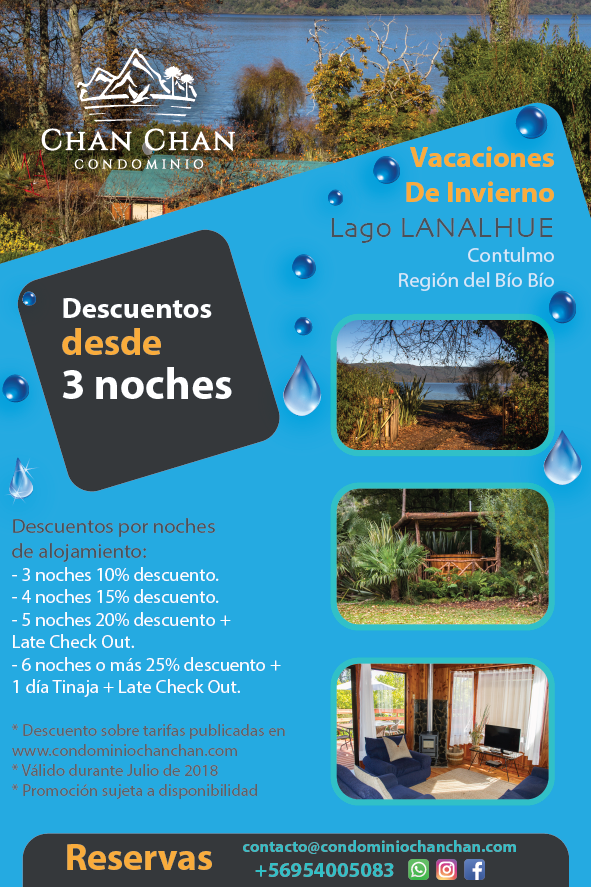 CHAN CHAN
CONDOMINIO
Vacaciones
De Invierno
Lago LANALHUE
Contulmo
Región del Bío Bío
Descuentos
desde
3 noches
Descuentos por noches
de alojamiento:
- 3 noches 10% descuento.
- 4 noches 15% descuento.
- 5 noches 20% descuento +
Late Check Out.
- 6 noches o más 25% descuento +
1 día Tinaja + Late Check Out.
* Descuento sobre tarifas publicadas en
www.condominiochanchan.com
* Válido durante Julio de 2018
* Promoción sujeta a disponibilidad
Reservas
contacto@condominiochanchan.com
+56954005083